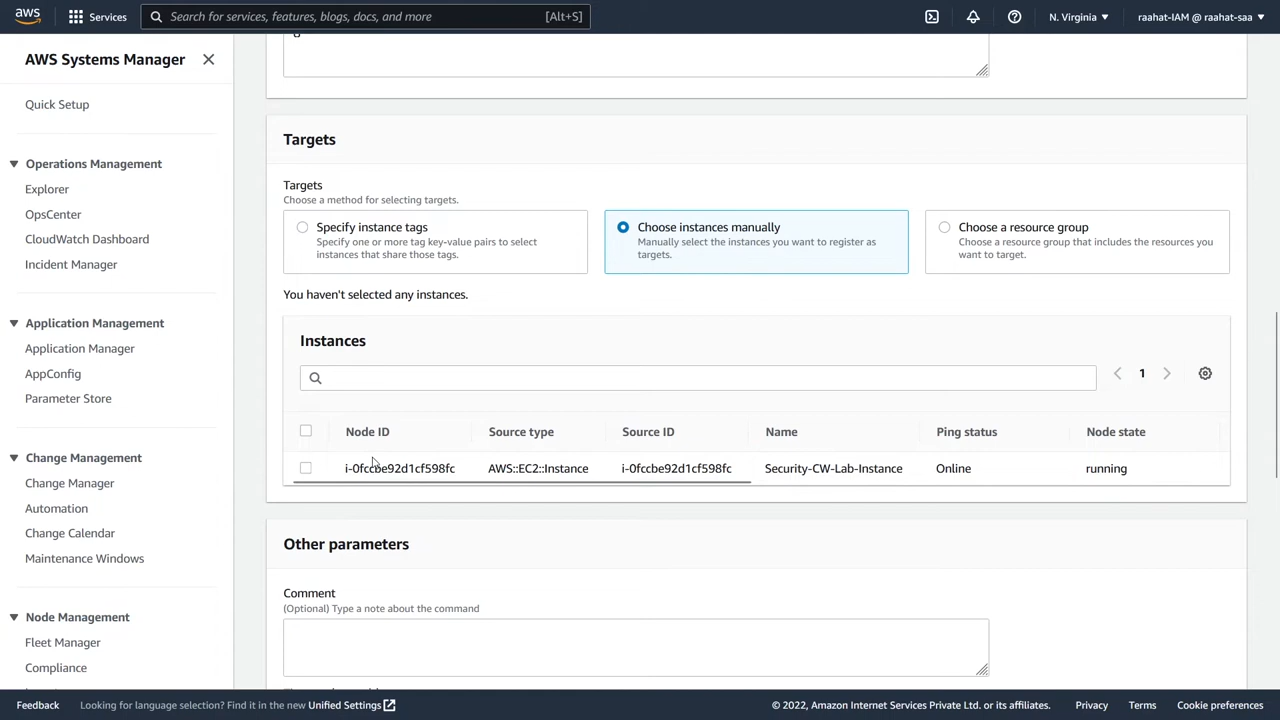 aws
Services
Search for services, features, blogs, docs, and more
[Alt+S]
N. Virginia ▼
raahat-IAM @ raahat-saa ▼
AWS Systems Manager
Quick Setup
Operations Management
Explorer
OpsCenter
CloudWatch Dashboard
Incident Manager
Application Management
Application Manager
AppConfig
Parameter Store
Change Management
Change Manager
Automation
Change Calendar
Maintenance Windows
Node Management
Fleet Manager
Compliance
Targets
Targets
Choose a method for selecting targets.
Specify instance tags
Specify one or more tag key-value pairs to select
instances that share those tags.
Choose instances manually
Manually select the instances you want to register as
targets.
Choose a resource group
Choose a resource group that includes the resources you
want to target.
You haven't selected any instances.
Instances
1
Node ID Source type Source ID Name Ping status Node state
i-0fccbe92d1cf598fc AWS::EC2::Instance i-0fccbe92d1cf598fc Security-CW-Lab-Instance Online running
Other parameters
Comment
(Optional) Type a note about the command
Feedback
Looking for language selection? Find it in the new Unified Settings
© 2022, Amazon Internet Services Private Ltd. or its affiliates.
Privacy
Terms
Cookie preferences